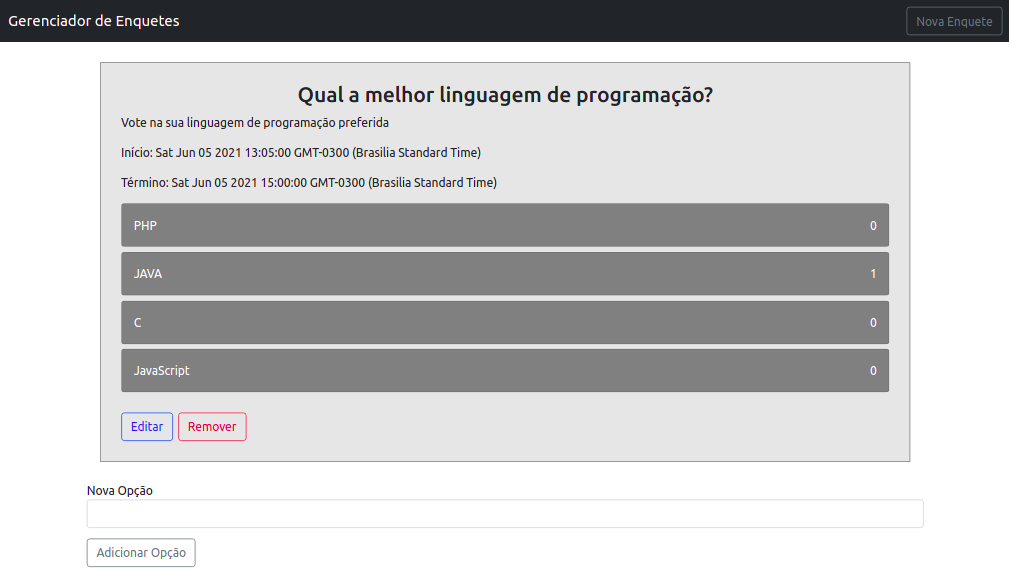 Gerenciador de Enquetes
Nova Enquete
Qual a melhor linguagem de programação?
Vote na sua linguagem de programação preferida
Início: Sat Jun 05 2021 13:05:00 GMT-0300 (Brasilia Standard Time)
Término: Sat Jun 05 2021 15:00:00 GMT-0300 (Brasilia Standard Time)
PHP 0
JAVA 1
C 0
JavaScript 0
Editar Remover
Nova Opção
Adicionar Opção